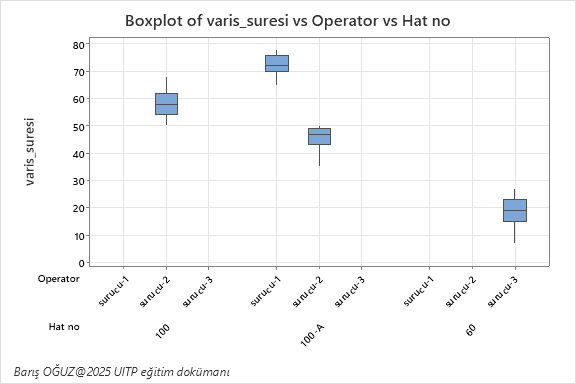 Boxplot of varis_suresi vs Operator vs Hat no
80
70
60
50
40
30
20
10
0
varis_suresi
Operator
surucu-1 surucu-2 surucu-3 surucu-1 surucu-2 surucu-3 surucu-1 surucu-2 surucu-3
Hat no
100 100-A 60
Barış OĞUZ@2025 UITP eğitim dokümanı